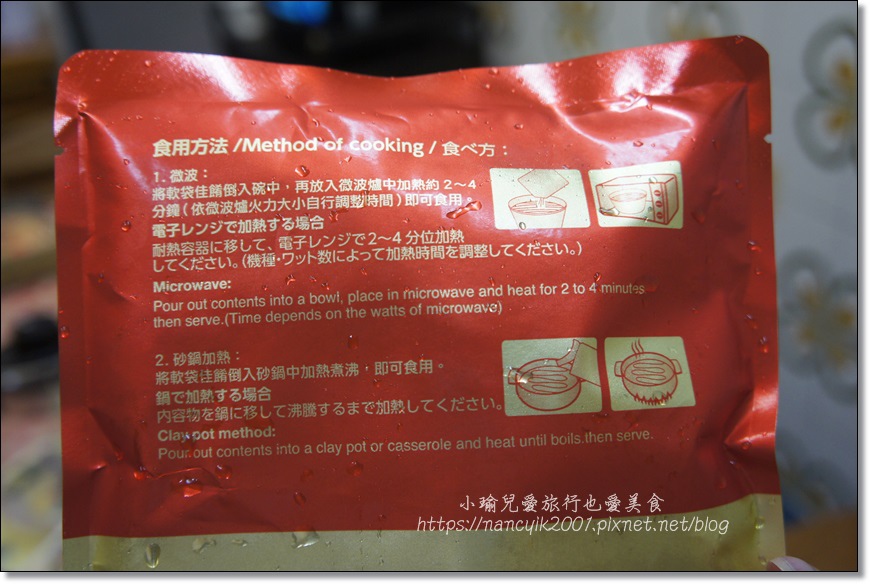 食用方法 /Method of cooking / 食べ方：
1. 微波：
將軟袋佳餚倒入碗中，再放入微波爐中加熱約 2～4
分鐘（依微波爐火力大小自行調整時間）即可食用。
電子レンジで加熱する場合
耐熱容器に移して、電子レンジで2～4 分位加熱
してください。（機種・ワット数によって加熱時間を調整してください。）
Microwave:
Pour out contents into a bowl, place in microwave and heat for 2 to 4 minutes
then serve.(Time depends on the watts of microwave)
2. 砂鍋加熱：
將軟袋佳餚倒入砂鍋中加熱煮沸，即可食用。
鍋で加熱する場合
内容物を鍋に移して沸騰するまで加熱してください。
Clay pot method:
Pour out contents into a clay pot or casserole and heat until boils.then serve.
小瑜兒愛旅行也愛美食
https://nancylk2001.pixnet.net/blog